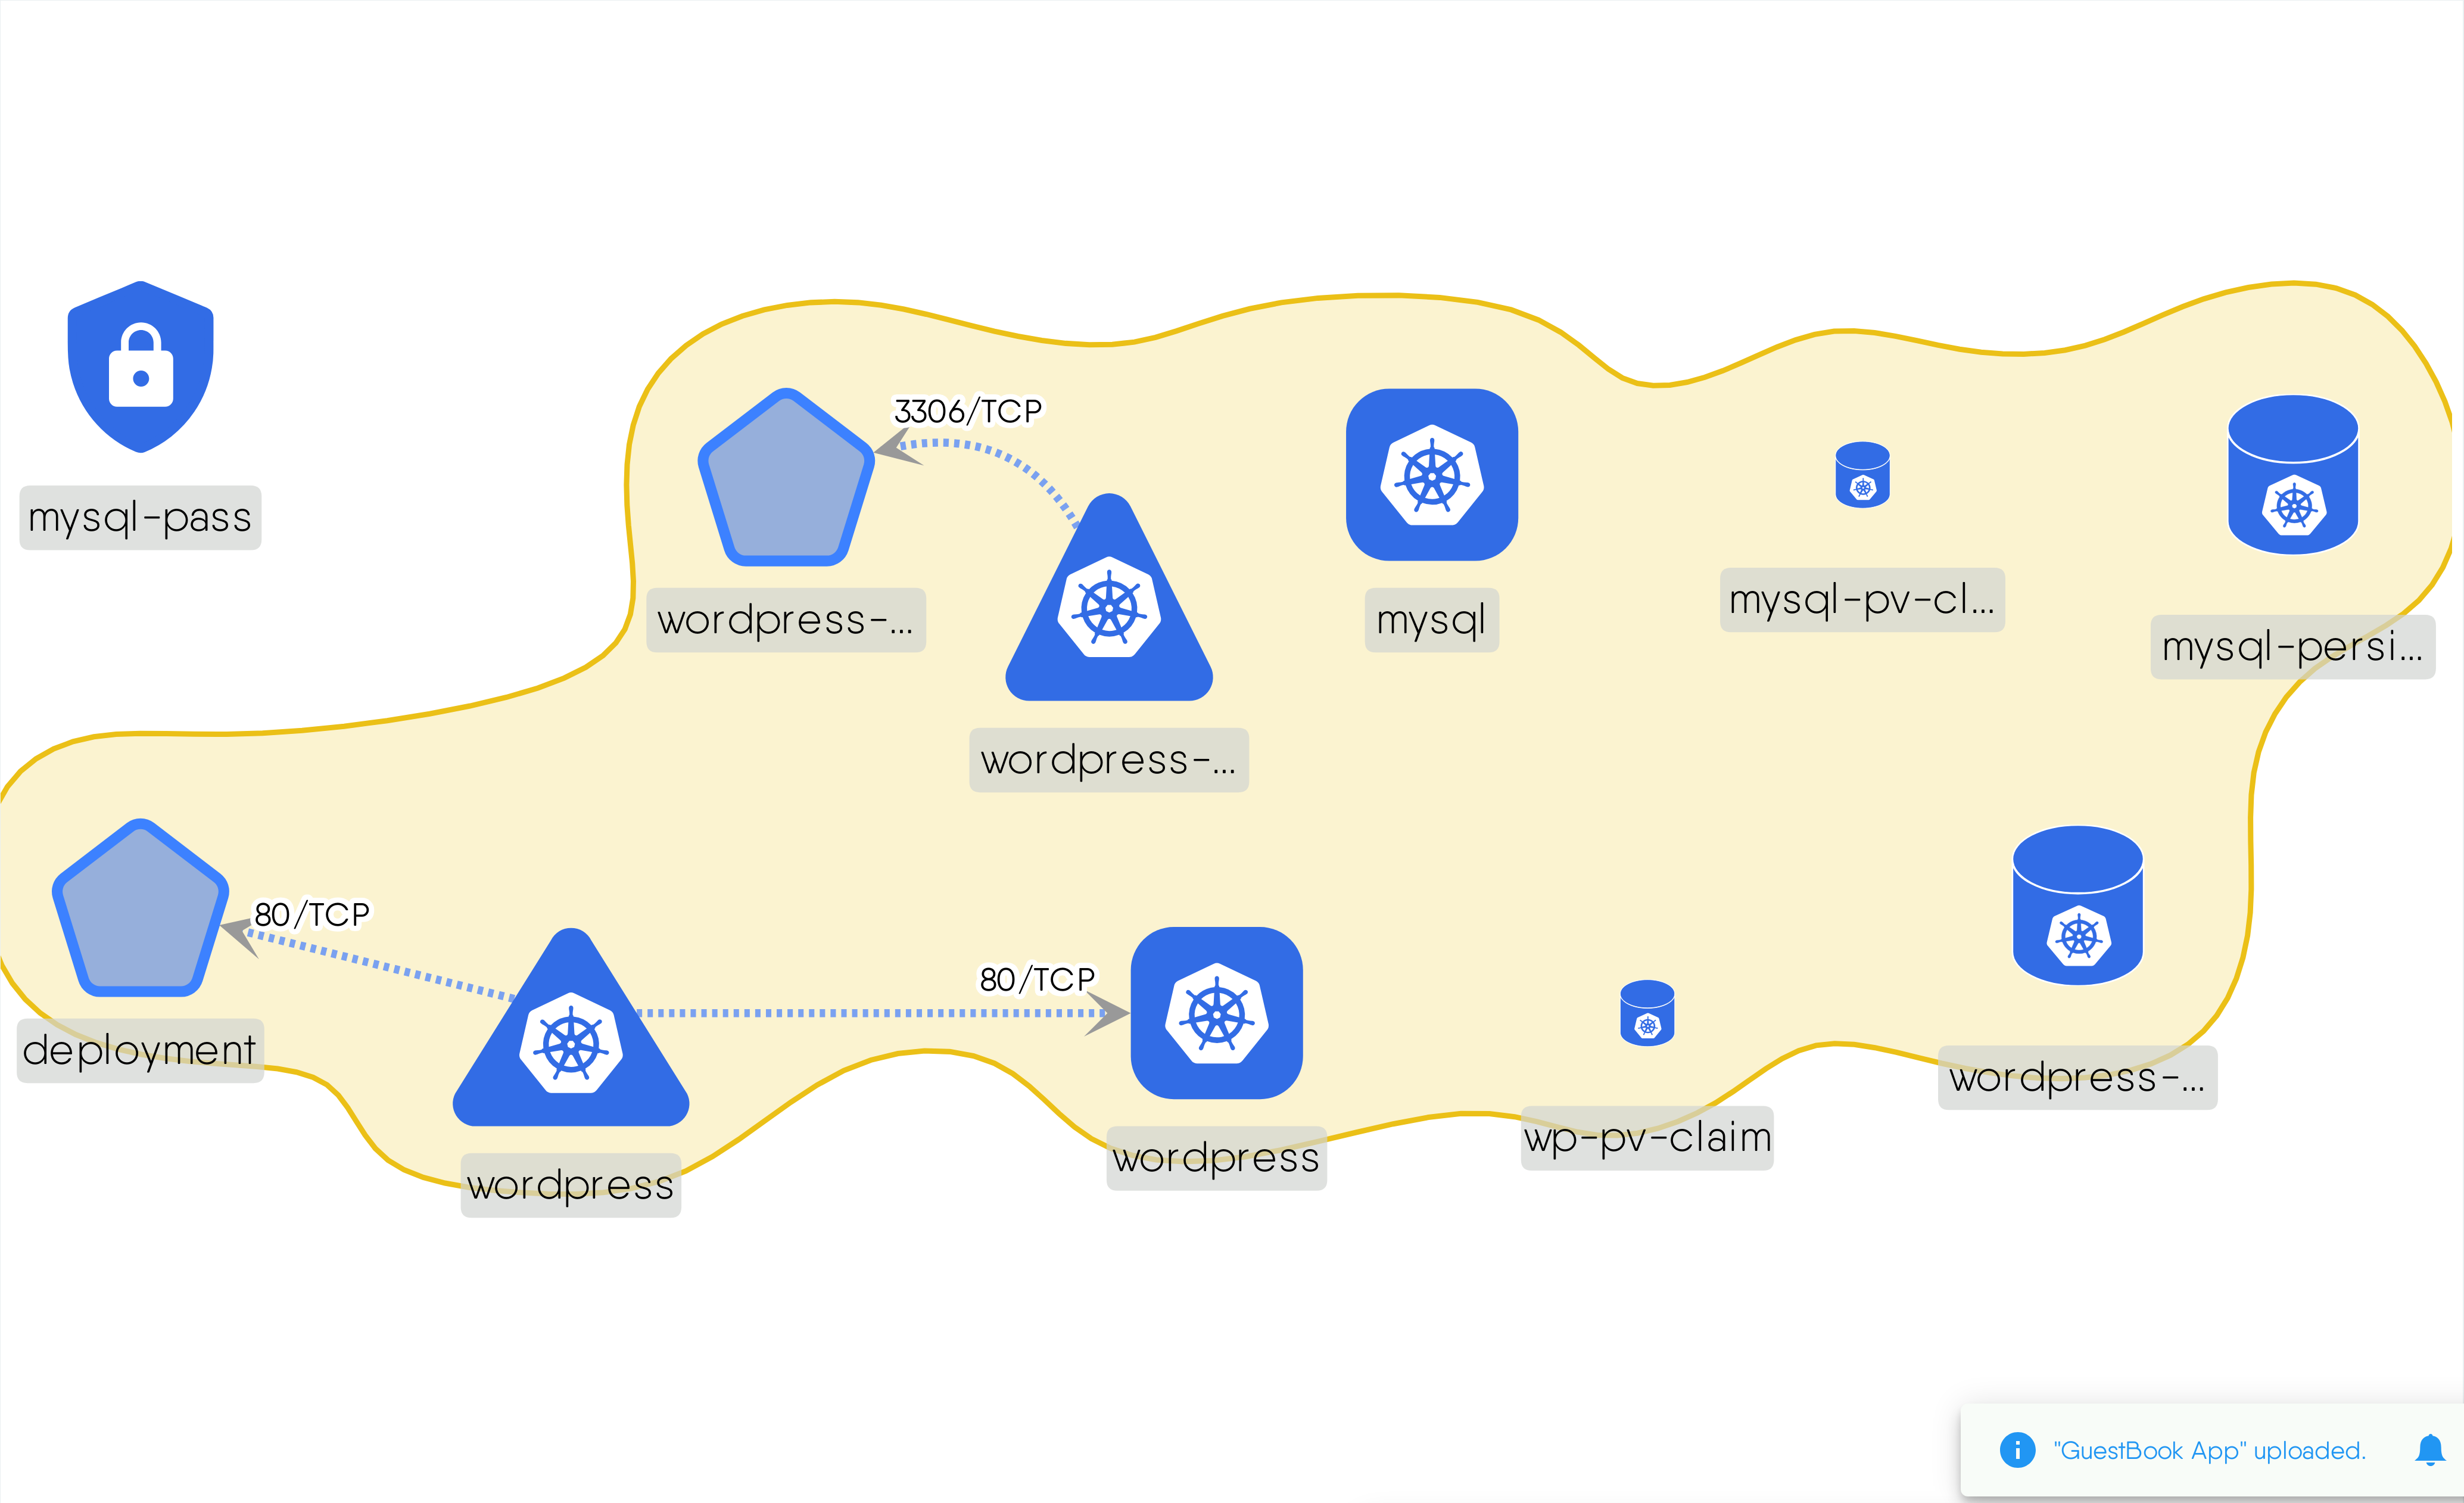 3306/TCP
mysql-pass
wordpress-...
mysql
mysql-pv-cl...
mysql-persi...
wordpress-...
80/TCP
80/TCP
deployment
wordpress-...
wp-pv-claim
wordpress
wordpress
"GuestBook App" uploaded.